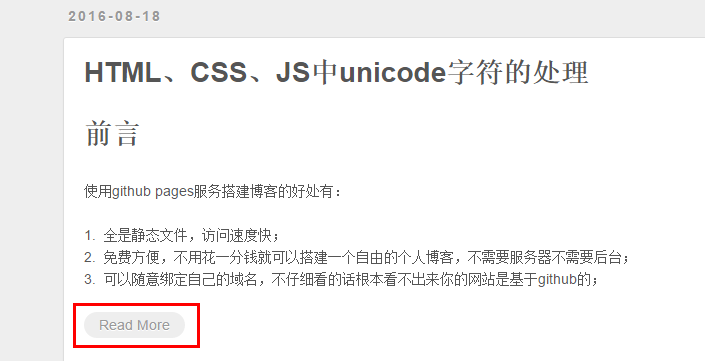 2016-08-18
HTML、CSS、JS中unicode字符的处理
前言
使用github pages服务搭建博客的好处有：
1. 全是静态文件，访问速度快；
2. 免费方便，不用花一分钱就可以搭建一个自由的个人博客，不需要服务器不需要后台；
3. 可以随意绑定自己的域名，不仔细看的话根本看不出来你的网站是基于github的；
Read More